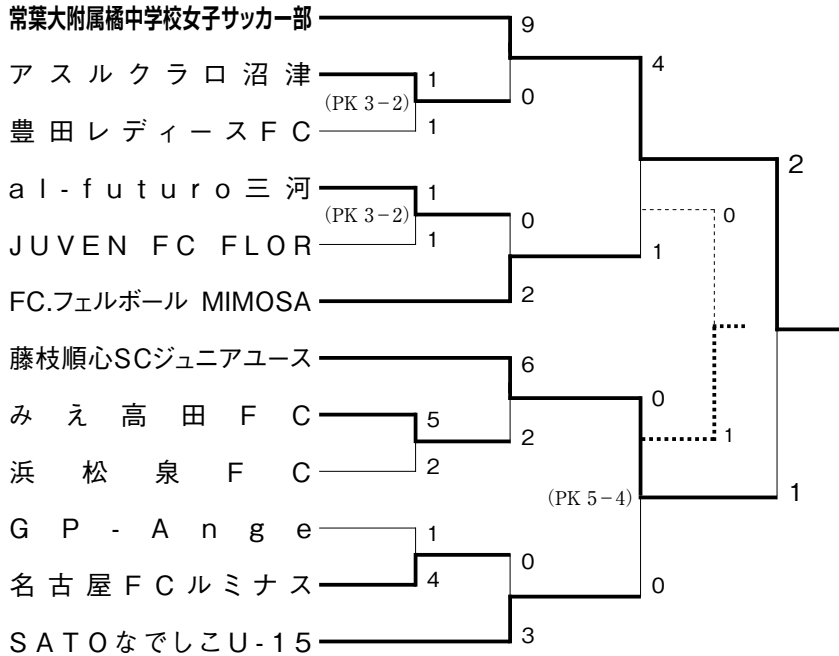 常葉大附属橘中学校女子サッカー部
9
4
アスルクラロ沼津
1
0
(PK 3-2)
豊田レディースFC
1
2
al-futuro三河
1
0
0
(PK 3-2)
JUVEN FC FLOR
1
1
FC.フェルボール MIMOSA
2
藤枝順心SCジュニアユース
6
0
みえ高田FC
5
2
1
浜松泉FC
2
(PK 5-4)
1
GP-Ange
1
0
名古屋FCルミナス
4
0
SATOなでしこU-15
3